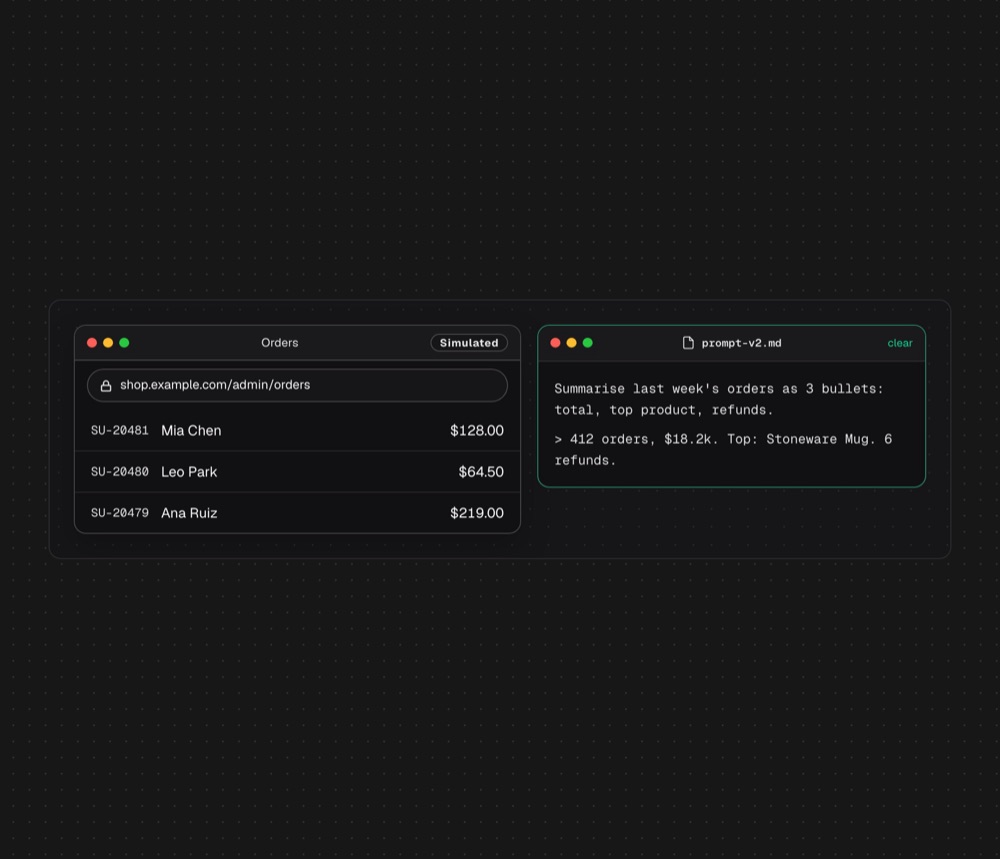 Orders
Simulated
shop.example.com/admin/orders
SU-20481 Mia Chen $128.00
SU-20480 Leo Park $64.50
SU-20479 Ana Ruiz $219.00
prompt-v2.md
clear
Summarise last week's orders as 3 bullets:
total, top product, refunds.
> 412 orders, $18.2k. Top: Stoneware Mug. 6
refunds.